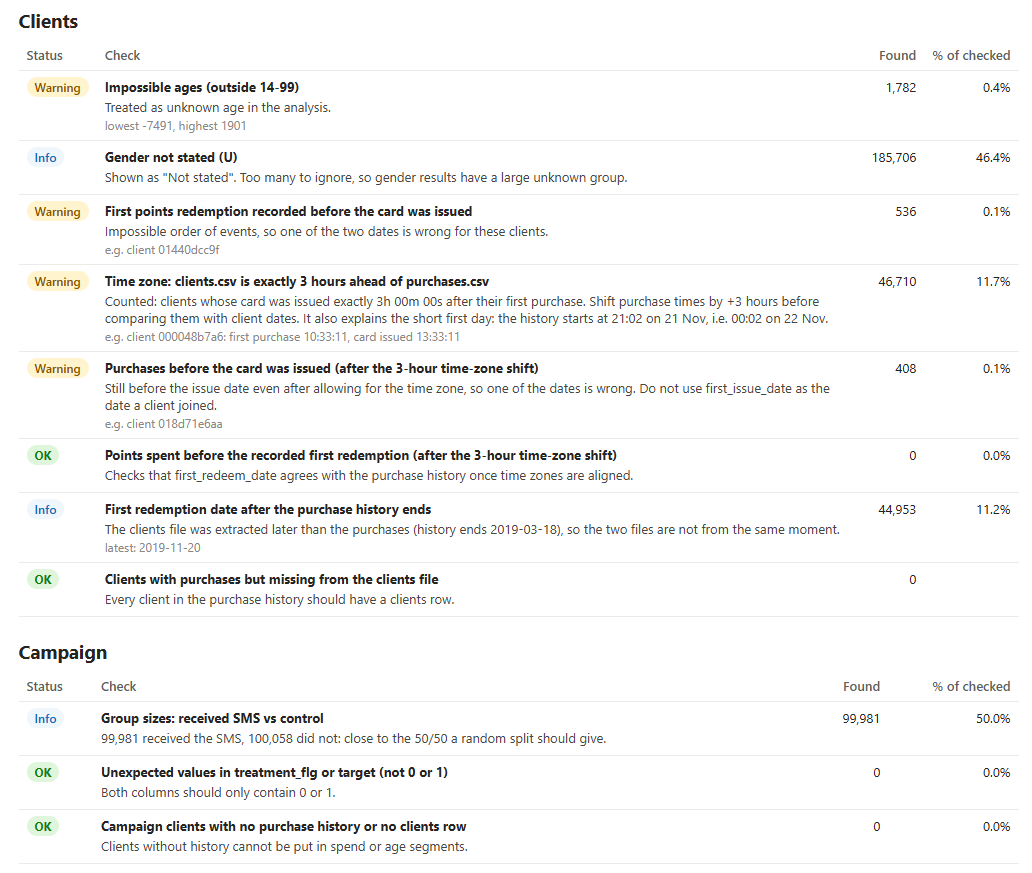 Clients
Status Check Found % of checked
Warning Impossible ages (outside 14-99) 1,782 0.4%
Treated as unknown age in the analysis.
lowest -7491, highest 1901
Info Gender not stated (U) 185,706 46.4%
Shown as "Not stated". Too many to ignore, so gender results have a large unknown group.
Warning First points redemption recorded before the card was issued 536 0.1%
Impossible order of events, so one of the two dates is wrong for these clients.
e.g. client 01440dcc9f
Warning Time zone: clients.csv is exactly 3 hours ahead of purchases.csv 46,710 11.7%
Counted: clients whose card was issued exactly 3h 00m 00s after their first purchase. Shift purchase times by +3 hours before
comparing them with client dates. It also explains the short first day: the history starts at 21:02 on 21 Nov, i.e. 00:02 on 22 Nov.
e.g. client 000048b7a6: first purchase 10:33:11, card issued 13:33:11
Warning Purchases before the card was issued (after the 3-hour time-zone shift) 408 0.1%
Still before the issue date even after allowing for the time zone, so one of the dates is wrong. Do not use first_issue_date as the
date a client joined.
e.g. client 018d71e6aa
OK Points spent before the recorded first redemption (after the 3-hour time-zone shift) 0 0.0%
Checks that first_redeem_date agrees with the purchase history once time zones are aligned.
Info First redemption date after the purchase history ends 44,953 11.2%
The clients file was extracted later than the purchases (history ends 2019-03-18), so the two files are not from the same moment.
latest: 2019-11-20
OK Clients with purchases but missing from the clients file 0
Every client in the purchase history should have a clients row.
Campaign
Status Check Found % of checked
Info Group sizes: received SMS vs control 99,981 50.0%
99,981 received the SMS, 100,058 did not: close to the 50/50 a random split should give.
OK Unexpected values in treatment_flg or target (not 0 or 1) 0 0.0%
Both columns should only contain 0 or 1.
OK Campaign clients with no purchase history or no clients row 0 0.0%
Clients without history cannot be put in spend or age segments.